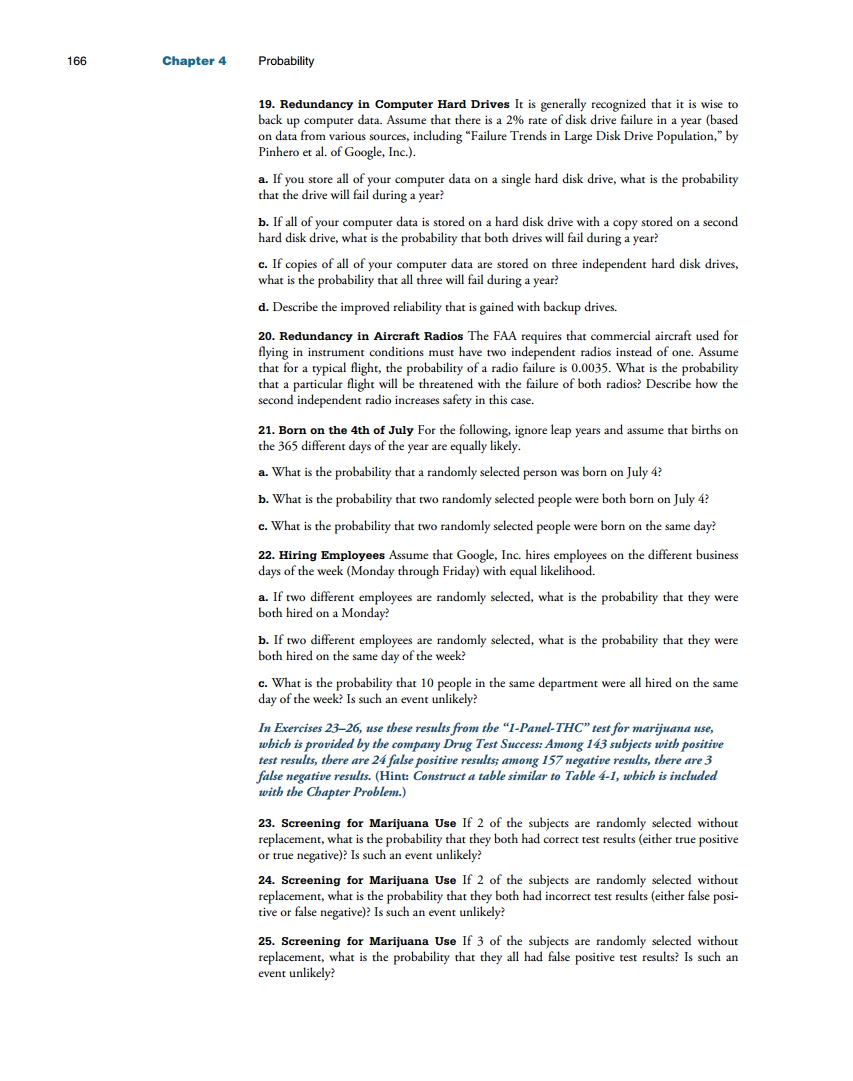 166 Chapter 4 Probability
19. Redundancy in Computer Hard Drives It is generally recognized that it is wise to
back up computer data. Assume that there is a 2% rate of disk drive failure in a year (based
on data from various sources, including “Failure Trends in Large Disk Drive Population,” by
Pinhero et al. of Google, Inc.).
a. If you store all of your computer data on a single hard disk drive, what is the probability
that the drive will fail during a year?
b. If all of your computer data is stored on a hard disk drive with a copy stored on a second
hard disk drive, what is the probability that both drives will fail during a year?
c. If copies of all of your computer data are stored on three independent hard disk drives,
what is the probability that all three will fail during a year?
d. Describe the improved reliability that is gained with backup drives.
20. Redundancy in Aircraft Radios The FAA requires that commercial aircraft used for
flying in instrument conditions must have two independent radios instead of one. Assume
that for a typical flight, the probability of a radio failure is 0.0035. What is the probability
that a particular flight will be threatened with the failure of both radios? Describe how the
second independent radio increases safety in this case.
21. Born on the 4th of July For the following, ignore leap years and assume that births on
the 365 different days of the year are equally likely.
a. What is the probability that a randomly selected person was born on July 4?
b. What is the probability that two randomly selected people were both born on July 4?
c. What is the probability that two randomly selected people were born on the same day?
22. Hiring Employees Assume that Google, Inc. hires employees on the different business
days of the week (Monday through Friday) with equal likelihood.
a. If two different employees are randomly selected, what is the probability that they were
both hired on a Monday?
b. If two different employees are randomly selected, what is the probability that they were
both hired on the same day of the week?
c. What is the probability that 10 people in the same department were all hired on the same
day of the week? Is such an event unlikely?
In Exercises 23–26, use these results from the “1-Panel-THC” test for marijuana use,
which is provided by the company Drug Test Success: Among 143 subjects with positive
test results, there are 24 false positive results; among 157 negative results, there are 3
false negative results. (Hint: Construct a table similar to Table 4-1, which is included
with the Chapter Problem.)
23. Screening for Marijuana Use If 2 of the subjects are randomly selected without
replacement, what is the probability that they both had correct test results (either true positive
or true negative)? Is such an event unlikely?
24. Screening for Marijuana Use If 2 of the subjects are randomly selected without
replacement, what is the probability that they both had incorrect test results (either false posi-
tive or false negative)? Is such an event unlikely?
25. Screening for Marijuana Use If 3 of the subjects are randomly selected without
replacement, what is the probability that they all had false positive test results? Is such an
event unlikely?